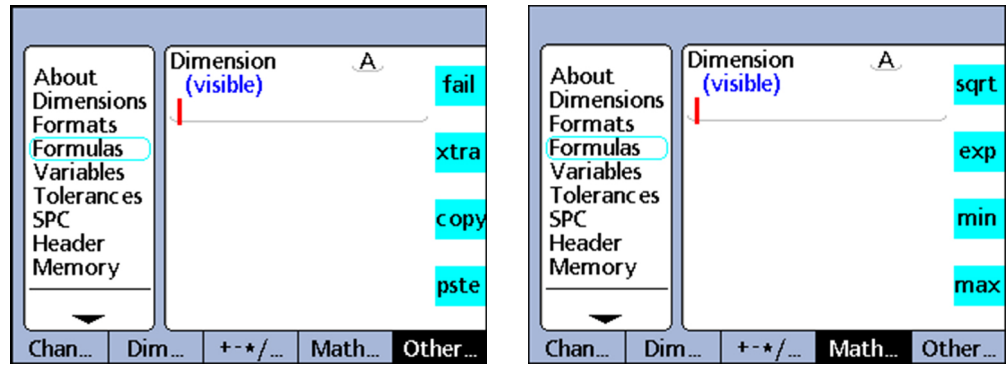 About
Dimensions
Formats
Formulas
Variables
Tolerances
SPC
Header
Memory
Dimension A
(visible)
fail
xtra
copy
pste
Chan... Dim... +-*/... Math... Other...
About
Dimensions
Formats
Formulas
Variables
Tolerances
SPC
Header
Memory
Dimension A
(visible)
sqrt
exp
min
max
Chan... Dim... +-*/... Math... Other...